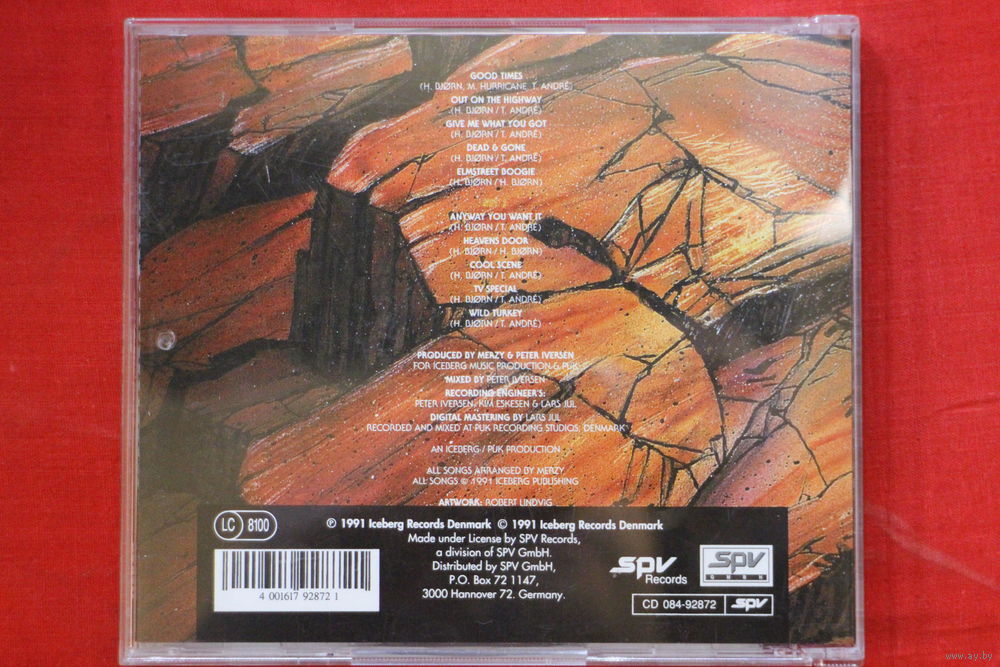 GOOD TIMES
(H. BJØRN, M. HURRICANE, T. ANDRÉ)
OUT ON THE HIGHWAY
(H. BJØRN / T. ANDRÉ)
GIVE ME WHAT YOU GOT
(H. BJØRN / T. ANDRÉ)
DEAD & GONE
(H. BJØRN / T. ANDRÉ)
ELMSTREET BOOGIE
(H. BJØRN / H. BJØRN)
ANYWAY YOU WANT IT
(H. BJØRN / T. ANDRÉ)
HEAVENS DOOR
(H. BJØRN / H. BJØRN)
COOL SCENE
(H. BJØRN / T. ANDRÉ)
TV SPECIAL
(H. BJØRN / T. ANDRÉ)
WILD TURKEY
(H. BJØRN / T. ANDRÉ)
PRODUCED BY MERZY & PETER IVERSEN
FOR ICEBERG MUSIC PRODUCTION & PUK
MIXED BY PETER IVERSEN
RECORDING ENGINEER'S:
PETER IVERSEN, KIM ESKESEN & LARS JUL
DIGITAL MASTERING BY LARS JUL
RECORDED AND MIXED AT PUK RECORDING STUDIOS, DENMARK
AN ICEBERG / PUK PRODUCTION
ALL SONGS ARRANGED BY MERZY
ALL SONGS © 1991 ICEBERG PUBLISHING
ARTWORK: ROBERT LINDVIG
LC 8100
℗ 1991 Iceberg Records Denmark © 1991 Iceberg Records Denmark
Made under License by SPV Records,
a division of SPV GmbH.
Distributed by SPV GmbH,
P.O. Box 72 1147,
3000 Hannover 72. Germany.
4 001617 92872 1
SPV Records
SPV
GMBH
CD 084-92872 SPV
www.ay.by